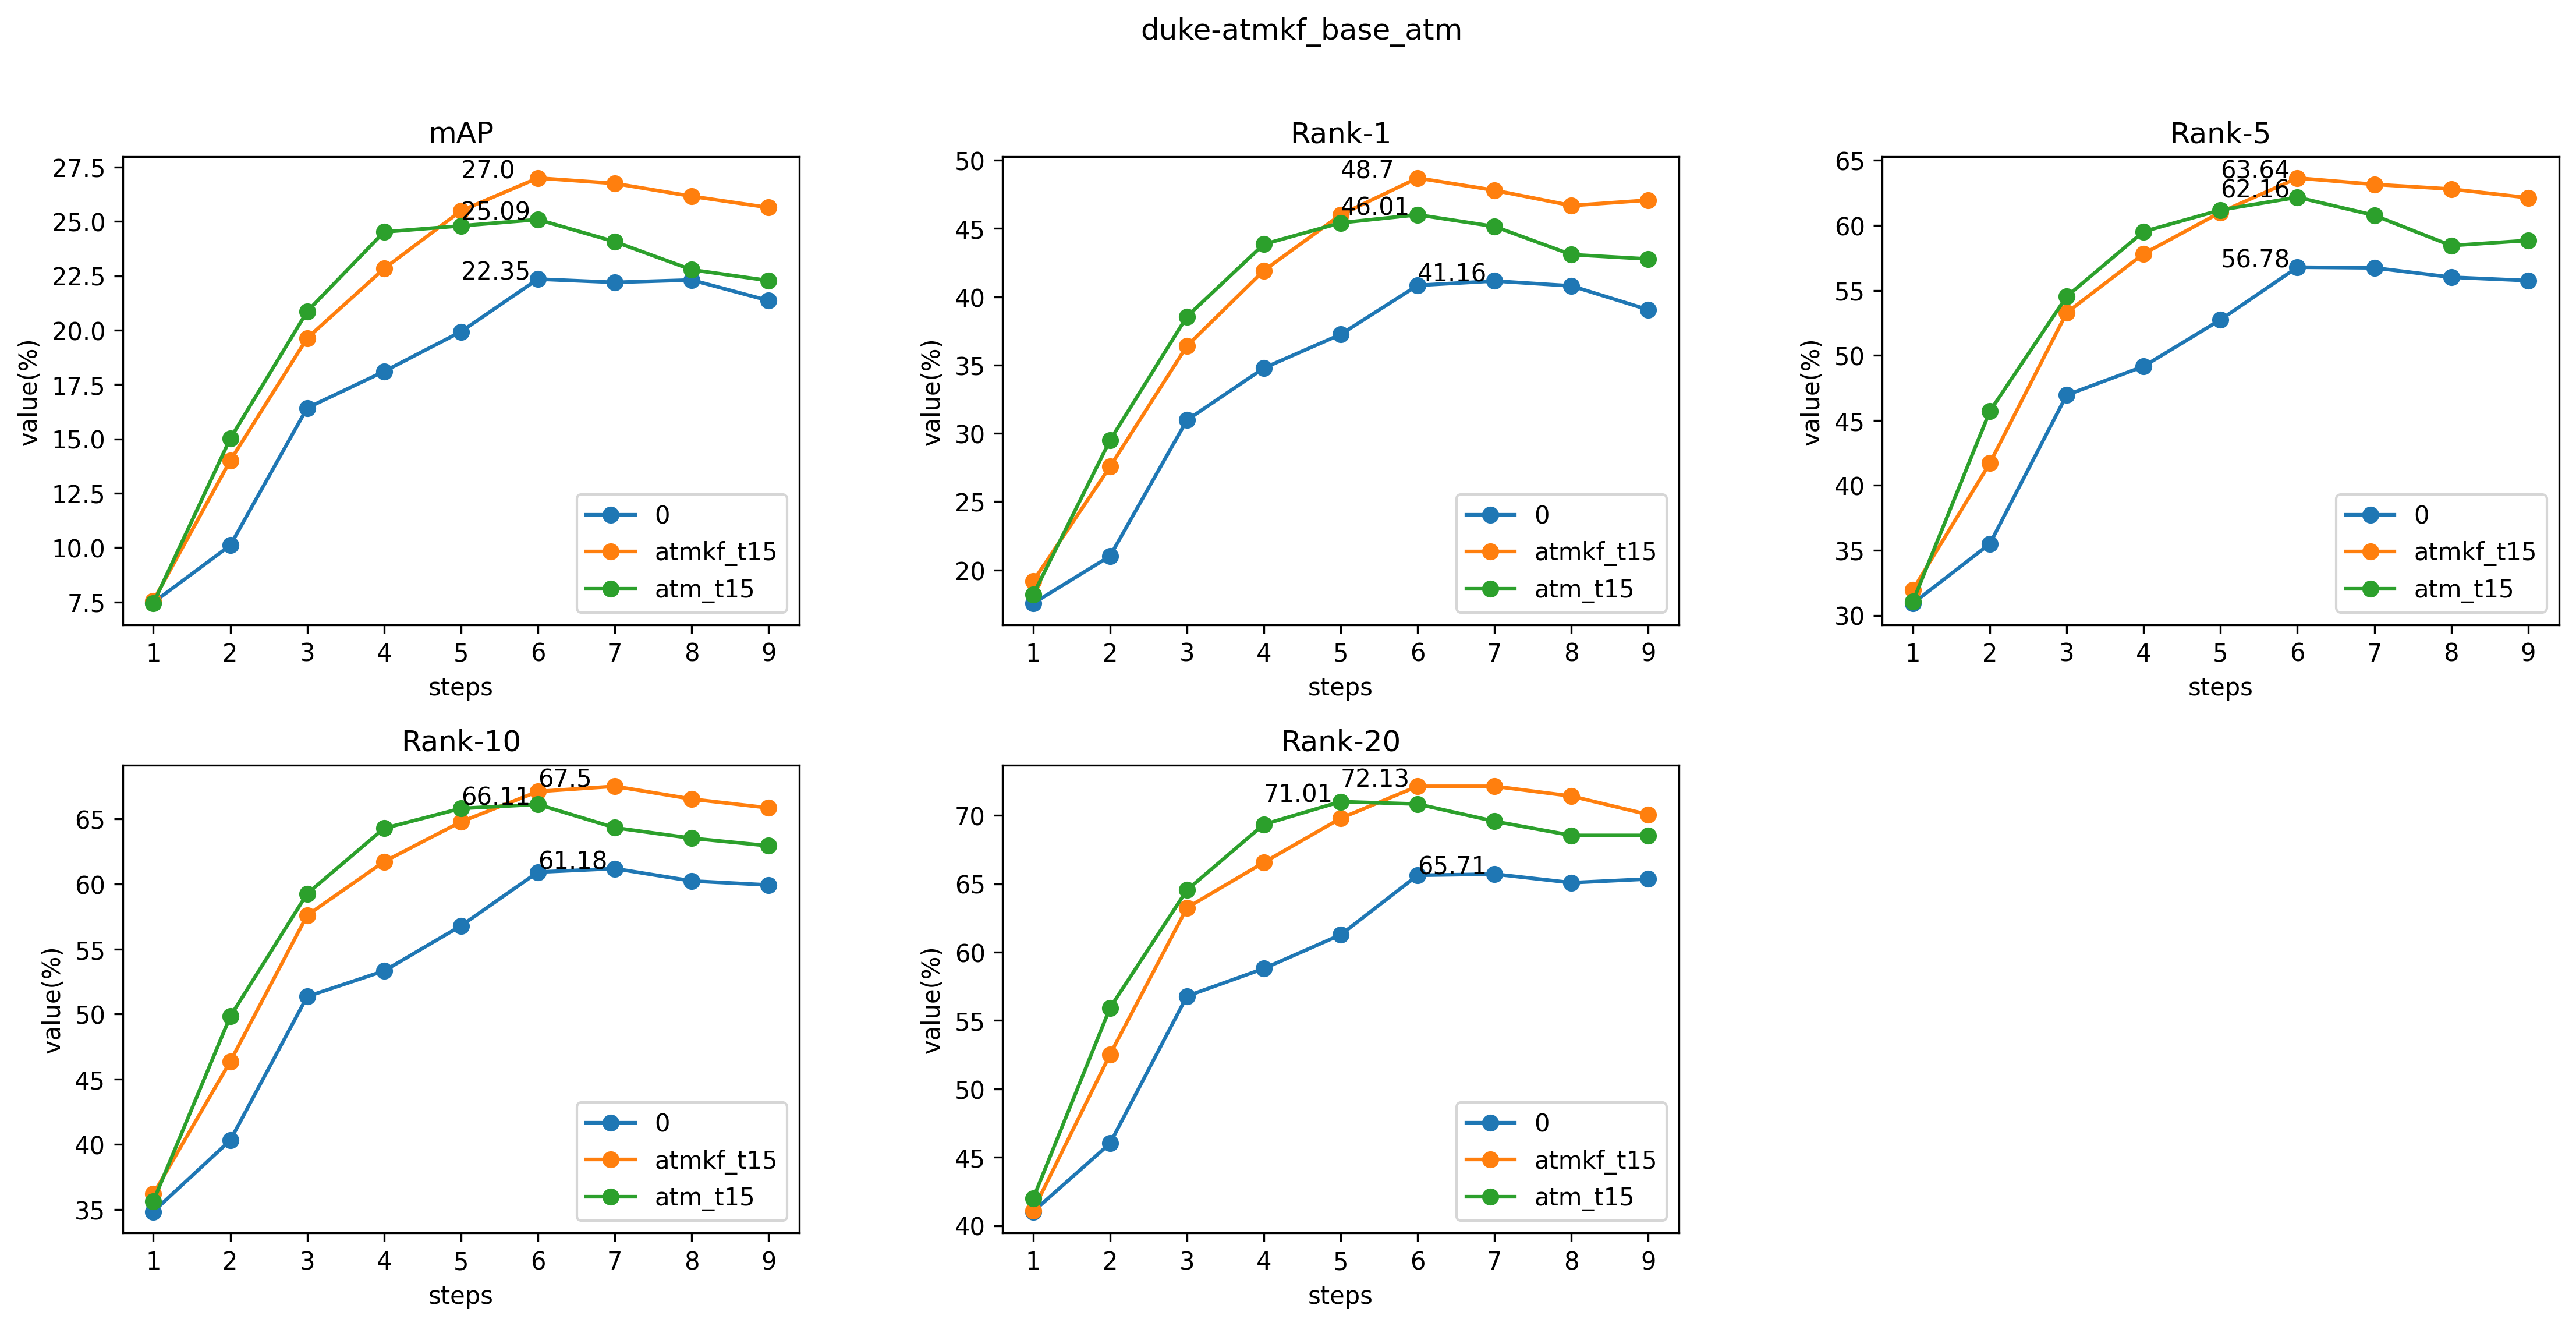 duke-atmkf_base_atm
mAP
27.5
25.0
22.5
20.0
17.5
15.0
12.5
10.0
7.5
value(%)
27.0
25.09
22.35
0
atmkf_t15
atm_t15
1 2 3 4 5 6 7 8 9
steps
Rank-1
50
45
40
35
30
25
20
value(%)
48.7
46.01
41.16
0
atmkf_t15
atm_t15
1 2 3 4 5 6 7 8 9
steps
Rank-5
65
60
55
50
45
40
35
30
value(%)
63.64
62.16
56.78
0
atmkf_t15
atm_t15
1 2 3 4 5 6 7 8 9
steps
Rank-10
65
60
55
50
45
40
35
value(%)
67.5
66.11
61.18
0
atmkf_t15
atm_t15
1 2 3 4 5 6 7 8 9
steps
Rank-20
70
65
60
55
50
45
40
value(%)
72.13
71.01
65.71
0
atmkf_t15
atm_t15
1 2 3 4 5 6 7 8 9
steps